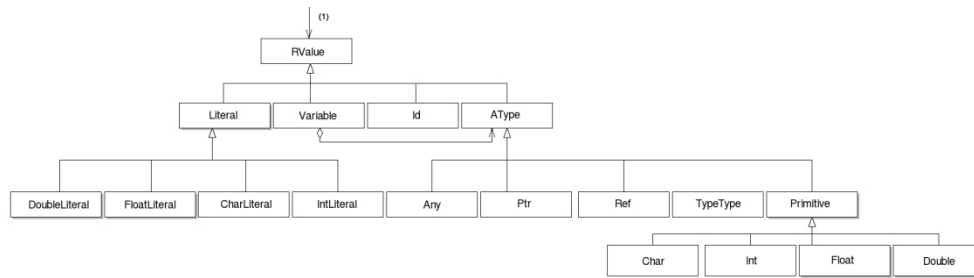 (1)
RValue
Literal
Variable
Id
AType
DoubleLiteral
FloatLiteral
CharLiteral
IntLiteral
Any
Ptr
Ref
TypeType
Primitive
Char
Int
Float
Double